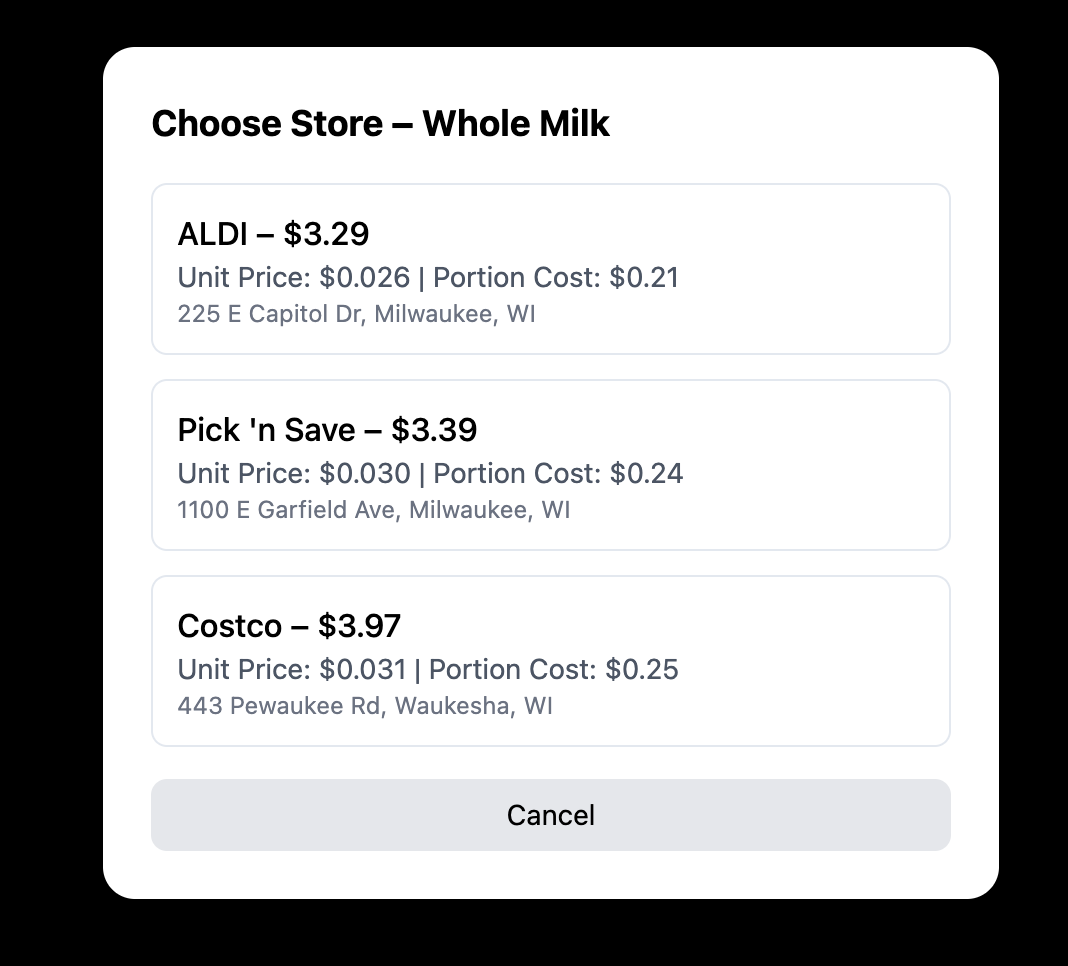 Choose Store – Whole Milk
ALDI – $3.29
Unit Price: $0.026 | Portion Cost: $0.21
225 E Capitol Dr, Milwaukee, WI
Pick 'n Save – $3.39
Unit Price: $0.030 | Portion Cost: $0.24
1100 E Garfield Ave, Milwaukee, WI
Costco – $3.97
Unit Price: $0.031 | Portion Cost: $0.25
443 Pewaukee Rd, Waukesha, WI
Cancel